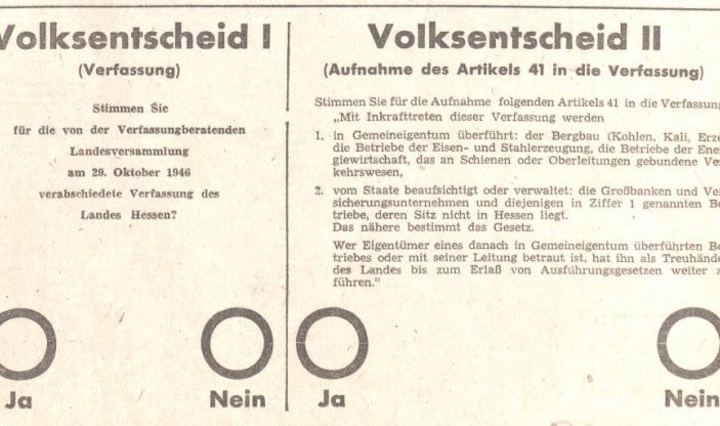 Volksentscheid I
(Verfassung)
Stimmen Sie
für die von der Verfassungberatenden
Landesversammlung
am 29. Oktober 1946
verabschiedete Verfassung des
Landes Hessen?
Ja
Nein
Volksentscheid II
(Aufnahme des Artikels 41 in die Verfassung)
Stimmen Sie für die Aufnahme folgenden Artikels 41 in die Verfassung
„Mit Inkrafttreten dieser Verfassung werden
1. in Gemeineigentum überführt: der Bergbau (Kohlen, Kali, Erze
die Betriebe der Eisen- und Stahlerzeugung, die Betriebe der Ener
giewirtschaft, das an Schienen oder Oberleitungen gebundene Ve
kehrswesen,
2. vom Staate beaufsichtigt oder verwaltet: die Großbanken und Ve
sicherungsunternehmen und diejenigen in Ziffer 1 genannten Be
triebe, deren Sitz nicht in Hessen liegt.
Das nähere bestimmt das Gesetz.
Wer Eigentümer eines danach in Gemeineigentum überführten Be
triebes oder mit seiner Leitung betraut ist, hat ihn als Treuhände
des Landes bis zum Erlaß von Ausführungsgesetzen weiter z
führen."
Ja
Nein